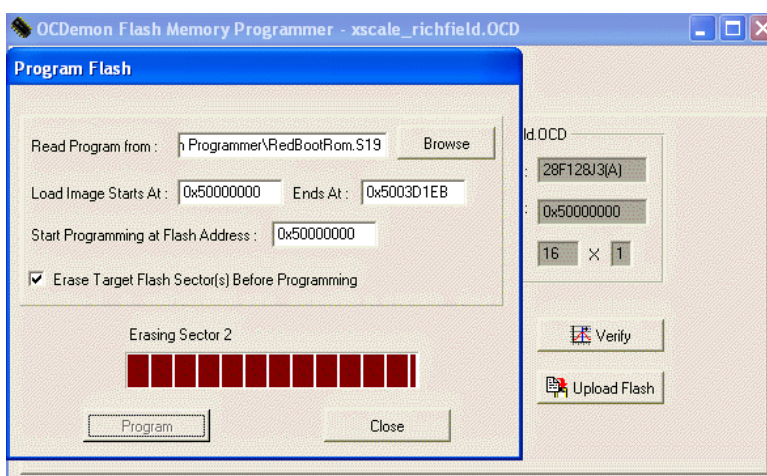 OCDemon Flash Memory Programmer - xscale_richfield.OCD
Program Flash
Read Program from : Programmer\RedBootRom.S19 Browse
Load Image Starts At : 0x50000000 Ends At : 0x5003D1EB
Start Programming at Flash Address : 0x50000000
Erase Target Flash Sector(s) Before Programming
Erasing Sector 2
Program Close
ld.OCD
: 28F128J3(A)
: 0x50000000
16 X 1
Verify
Upload Flash